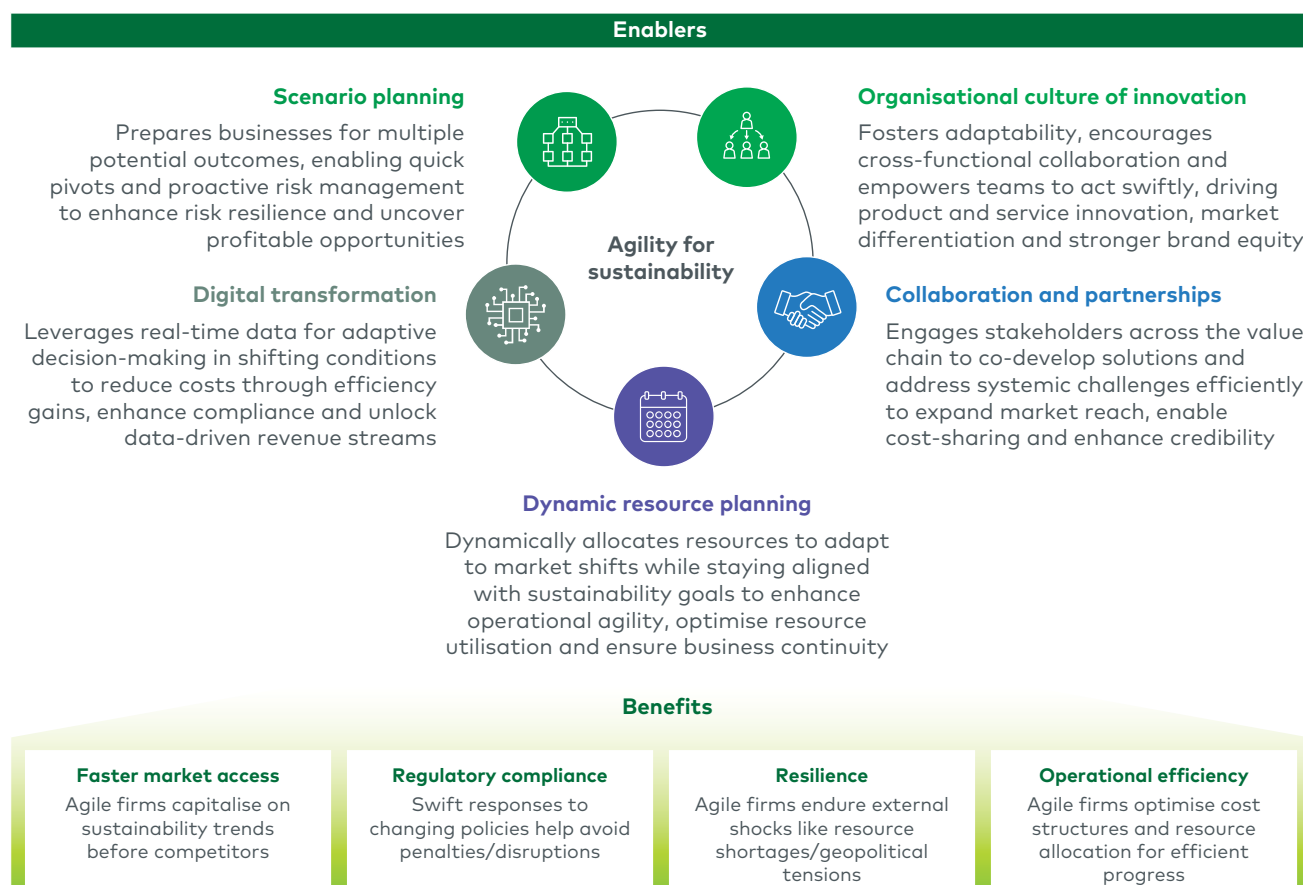 Enablers
Scenario planning
Prepares businesses for multiple
potential outcomes, enabling quick
pivots and proactive risk management
to enhance risk resilience and uncover
profitable opportunities
Organisational culture of innovation
Fosters adaptability, encourages
cross-functional collaboration and
empowers teams to act swiftly, driving
product and service innovation, market
differentiation and stronger brand equity
Agility for
sustainability
Digital transformation
Leverages real-time data for adaptive
decision-making in shifting conditions
to reduce costs through efficiency
gains, enhance compliance and unlock
data-driven revenue streams
Collaboration and partnerships
Engages stakeholders across the value
chain to co-develop solutions and
address systemic challenges efficiently
to expand market reach, enable
cost-sharing and enhance credibility
Dynamic resource planning
Dynamically allocates resources to adapt
to market shifts while staying aligned
with sustainability goals to enhance
operational agility, optimise resource
utilisation and ensure business continuity
Benefits
Faster market access
Agile firms capitalise on
sustainability trends
before competitors
Regulatory compliance
Swift responses to
changing policies help avoid
penalties/disruptions
Resilience
Agile firms endure external
shocks like resource
shortages/geopolitical
tensions
Operational efficiency
Agile firms optimise cost
structures and resource
allocation for efficient
progress